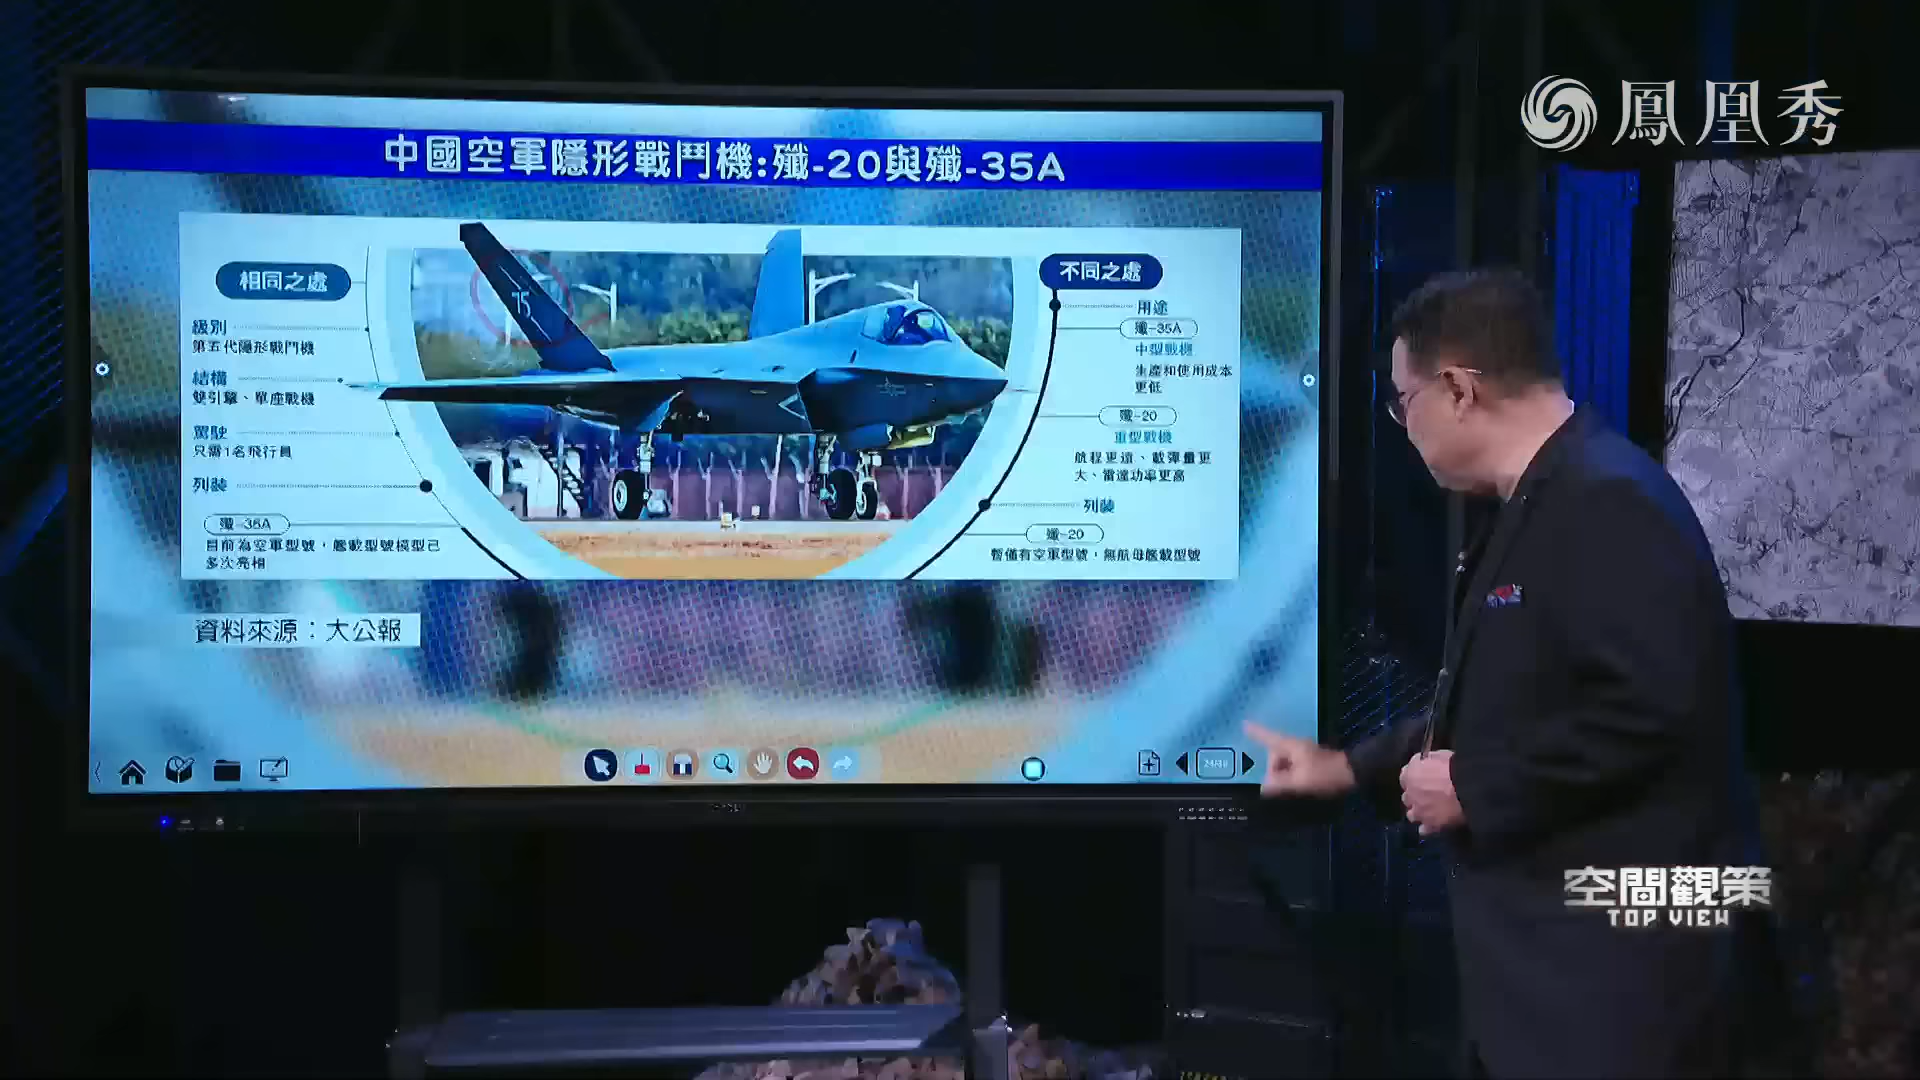 鳳凰秀
中國空軍隱形戰鬥機:殲-20與殲-35A
相同之處
級別
第五代隱形戰鬥機
結構
雙引擎、單座戰機
駕駛
只需1名飛行員
列裝
殲-35A
目前為空軍型號，艦載型號模型已
多次亮相
75
不同之處
用途
殲-35A
中型戰機
生產和使用成本
更低
殲-20
重型戰機
航程更遠、載彈量更
大、雷達功率更高
列裝
殲-20
暫僅有空軍型號，無航母艦載型號
資料來源：大公報
空間觀策
TOP VIEW